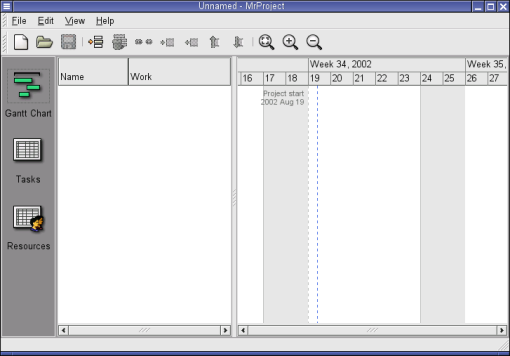 Unnamed - MrProject
File Edit View Help
Gantt Chart
Tasks
Resources
Name Work
Week 34, 2002 Week 35,
16 17 18 19 20 21 22 23 24 25 26 27
Project start
2002 Aug 19